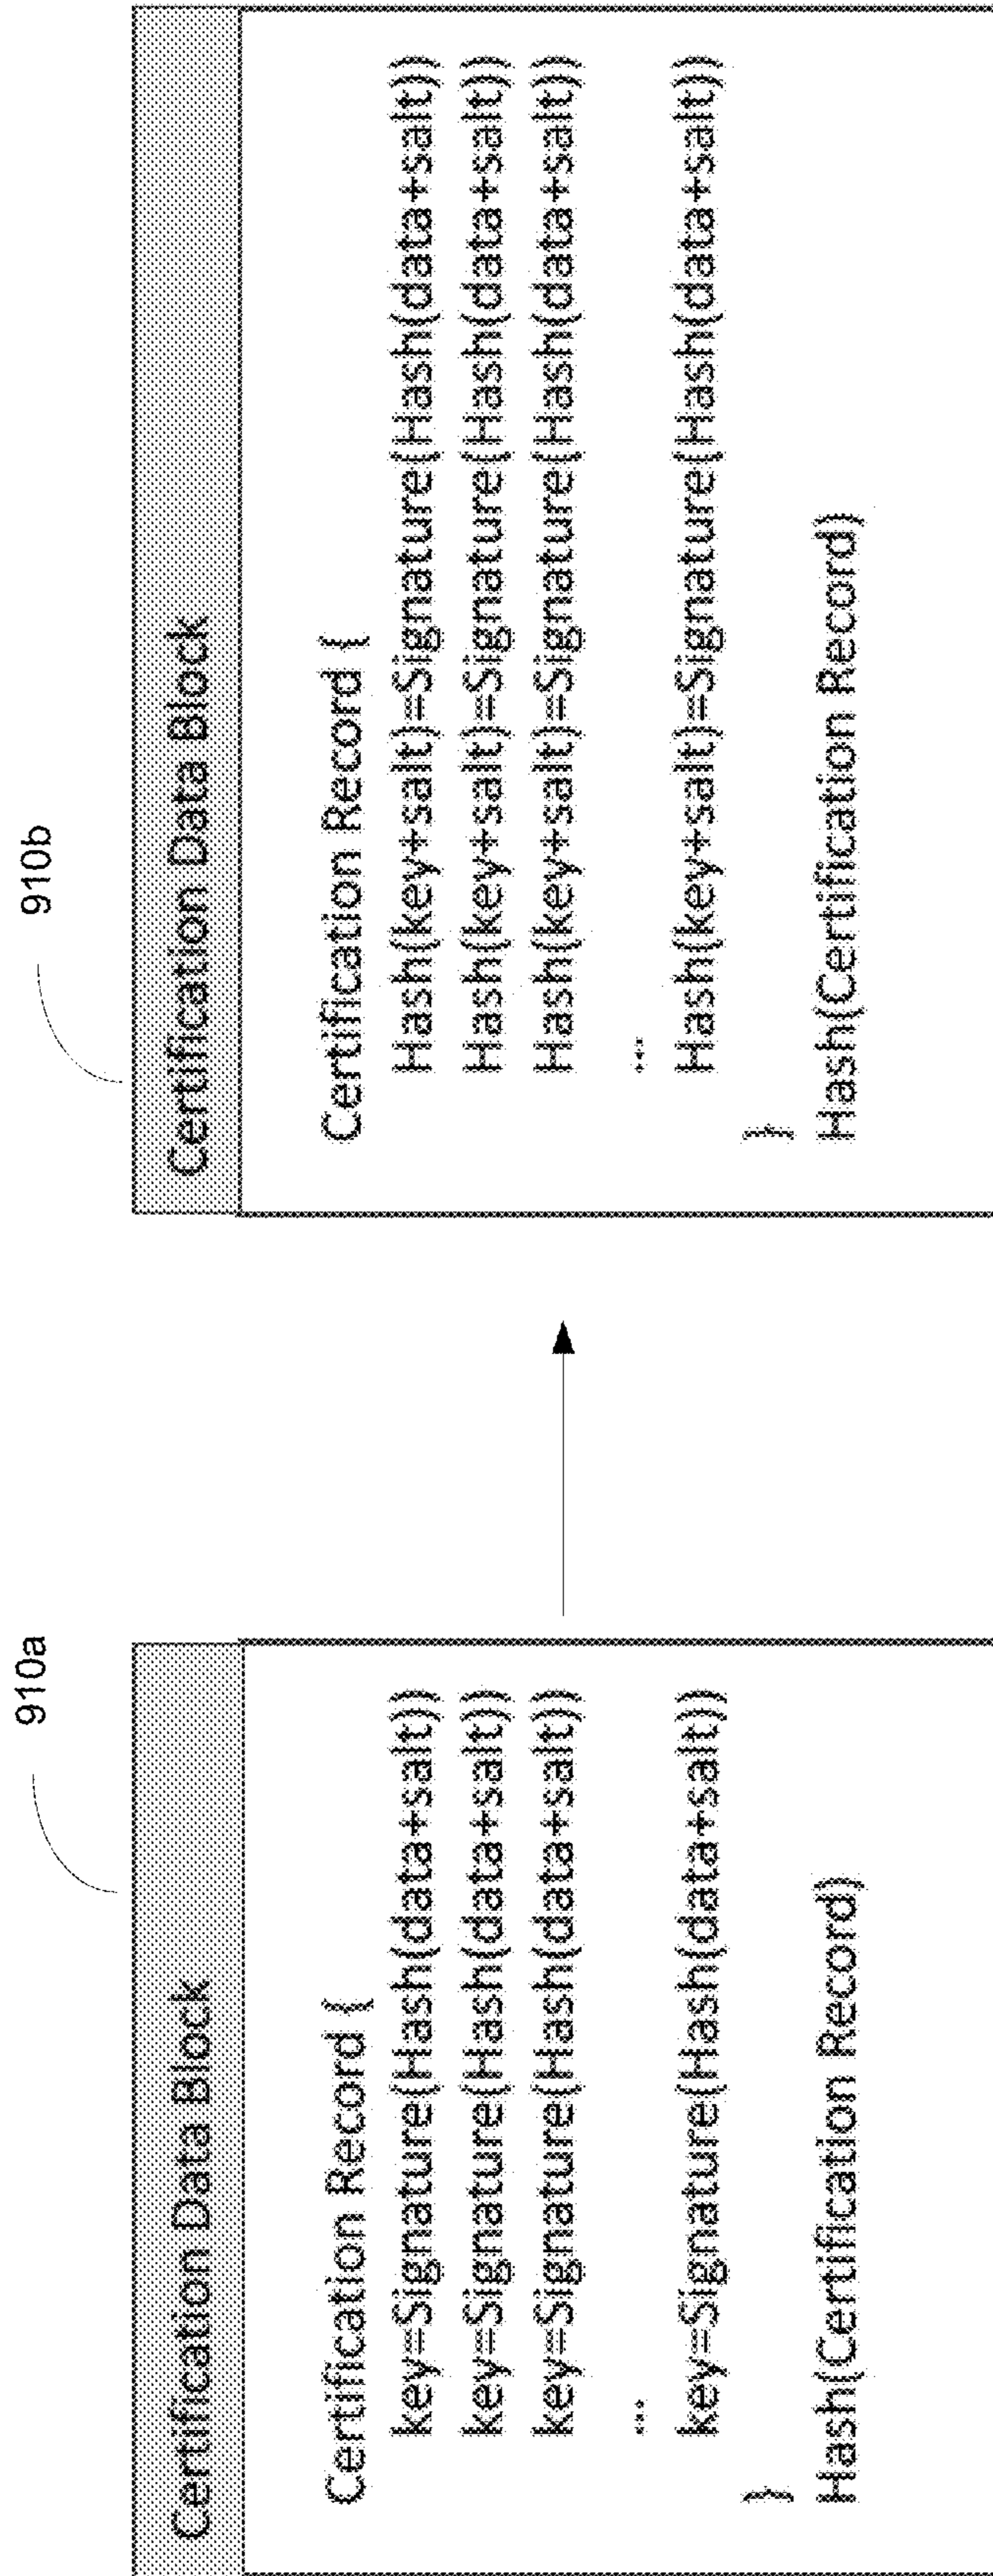 910a
Certification Data Block
Certification Record {
key=Signature(Hash(data+salt))
key=Signature(Hash(data+salt))
key=Signature(Hash(data+salt))
...
key=Signature(Hash(data+salt))
}
Hash(Certification Record)
910b
Certification Data Block
Certification Record {
Hash(key+salt)=Signature(Hash(data+salt))
Hash(key+salt)=Signature(Hash(data+salt))
Hash(key+salt)=Signature(Hash(data+salt))
...
Hash(key+salt)=Signature(Hash(data+salt))
}
Hash(Certification Record)